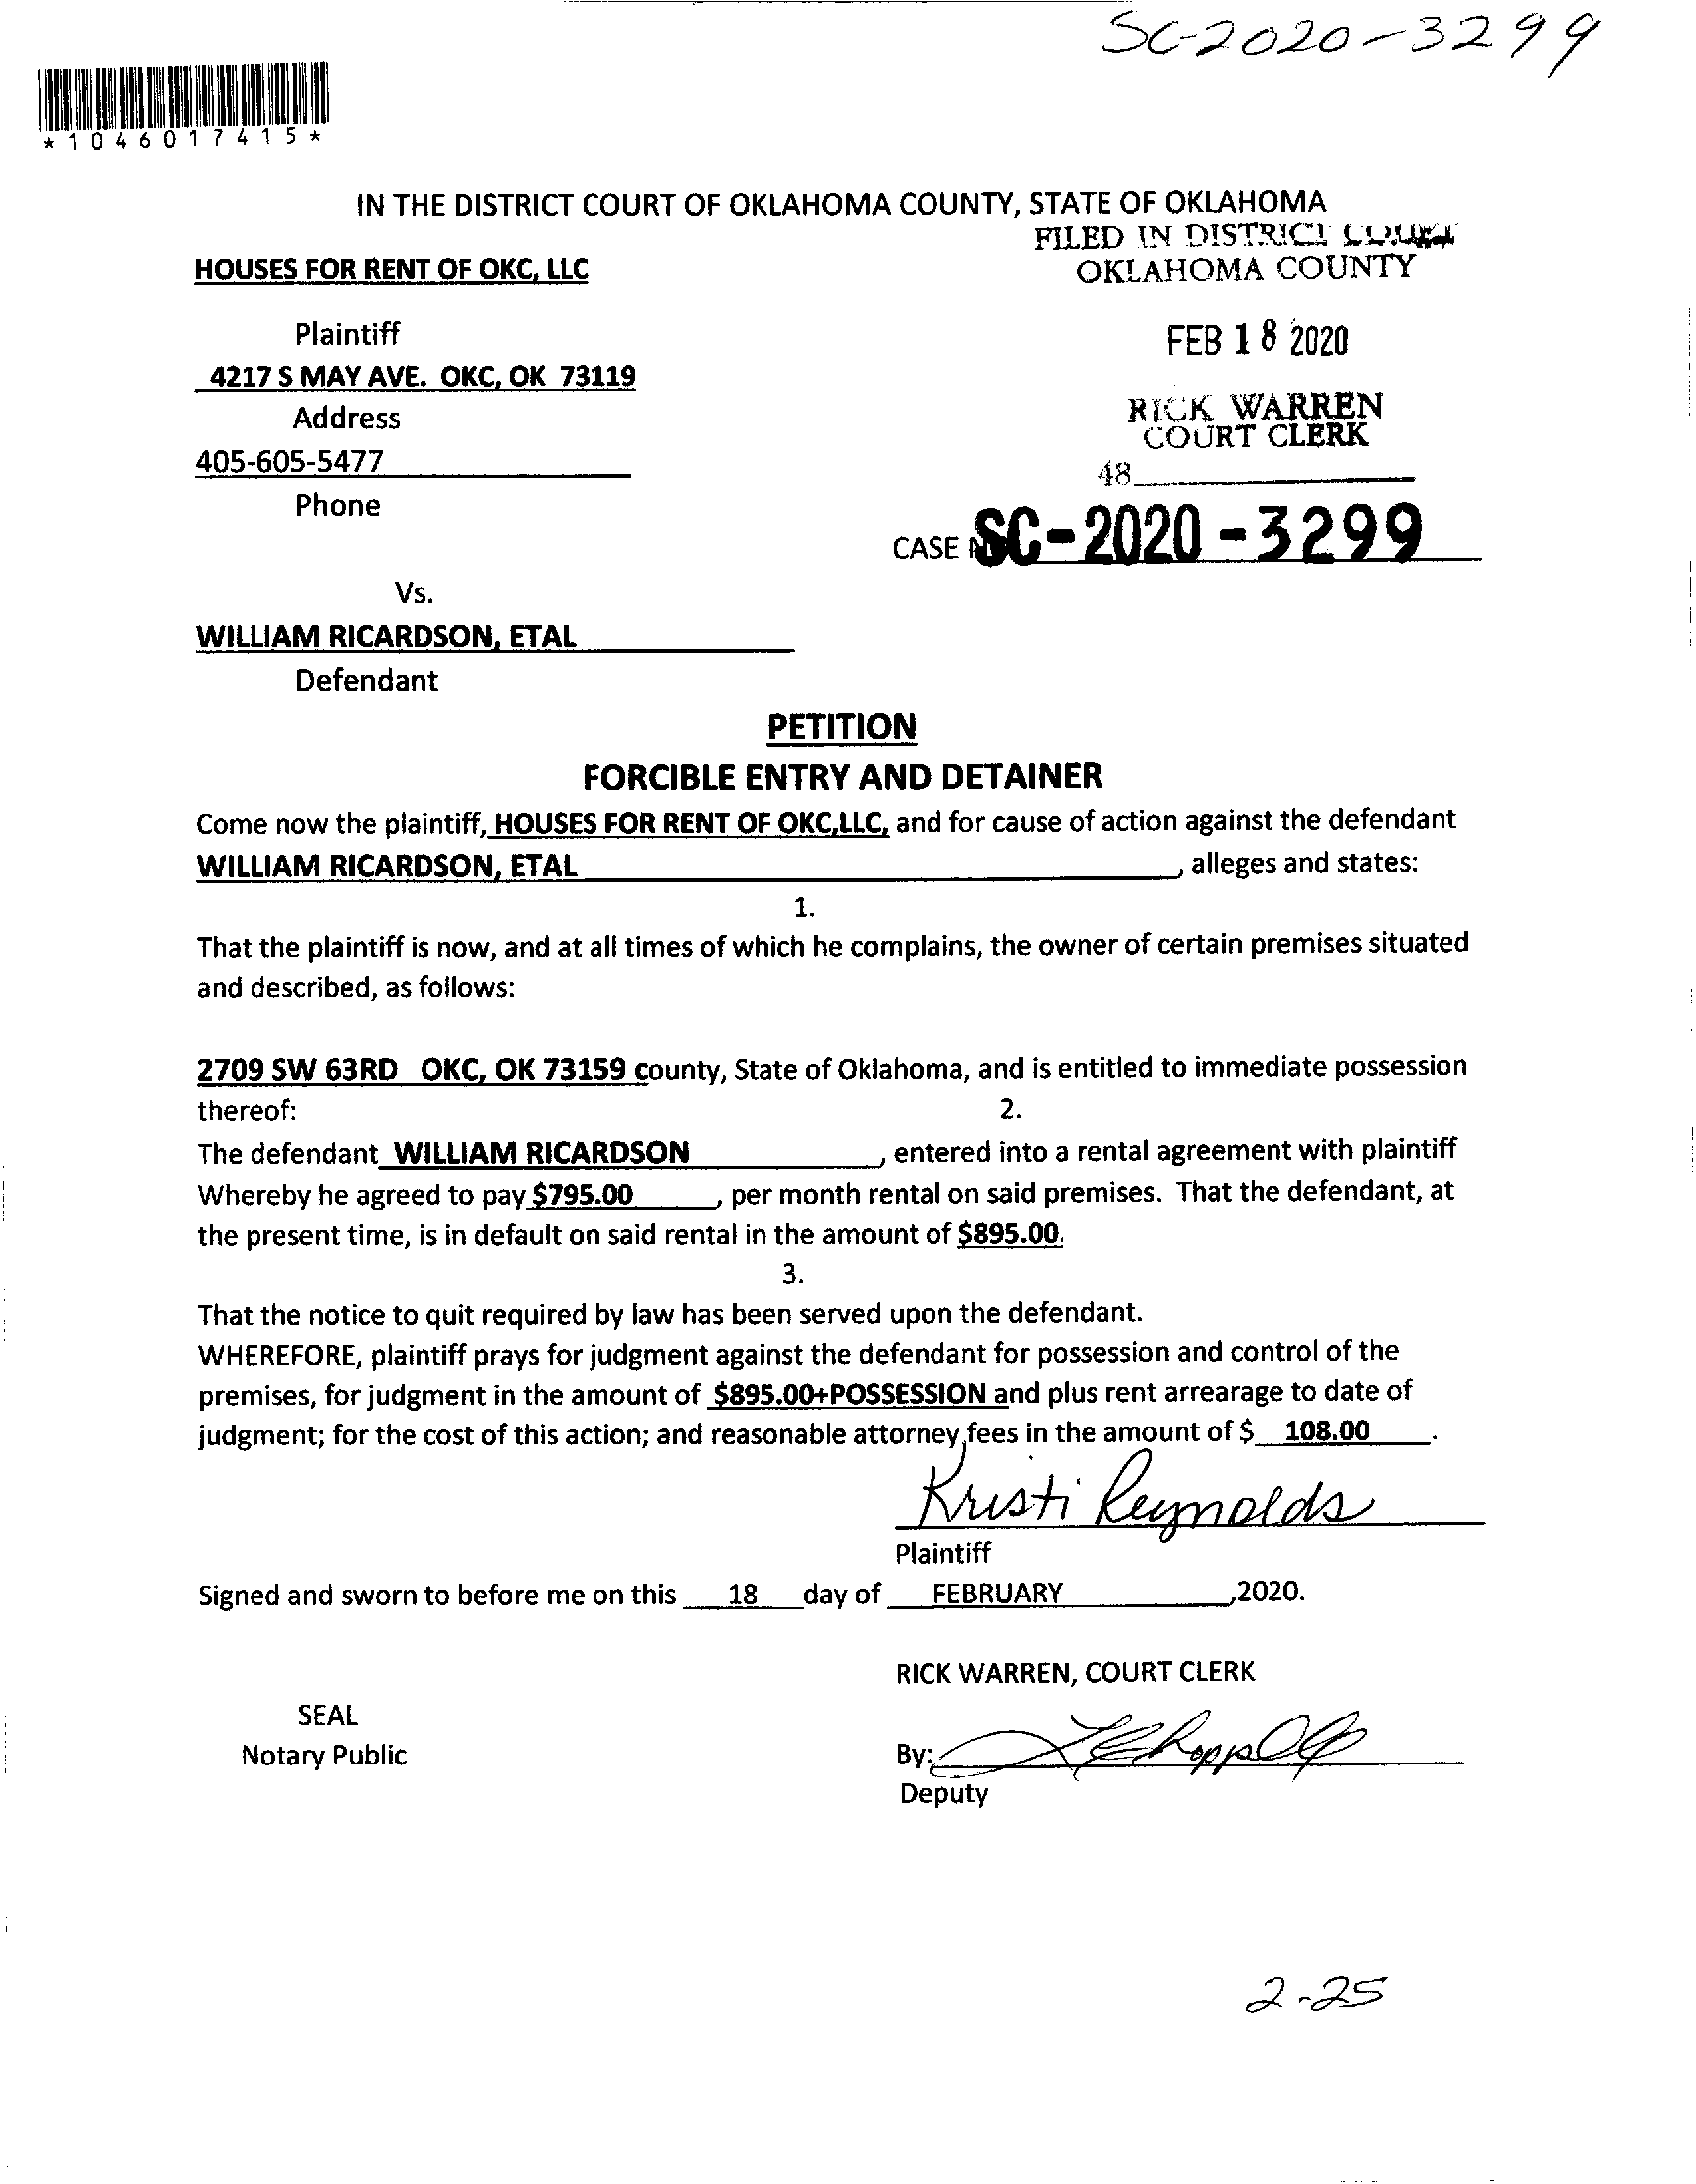 SC-2020-3299
*1046017415*
IN THE DISTRICT COURT OF OKLAHOMA COUNTY, STATE OF OKLAHOMA
FILED IN DISTRICT COURT
OKLAHOMA COUNTY
HOUSES FOR RENT OF OKC, LLC
Plaintiff
FEB 18 2020
4217 S MAY AVE. OKC, OK 73119
Address
RICK WARREN
COURT CLERK
405-605-5477
48
Phone
CASE SC-2020-3299
Vs.
WILLIAM RICARDSON, ETAL
Defendant
PETITION
FORCIBLE ENTRY AND DETAINER
Come now the plaintiff, HOUSES FOR RENT OF OKC,LLC, and for cause of action against the defendant
WILLIAM RICARDSON, ETAL, alleges and states:
1.
That the plaintiff is now, and at all times of which he complains, the owner of certain premises situated
and described, as follows:
2709 SW 63RD OKC, OK 73159 county, State of Oklahoma, and is entitled to immediate possession
thereof: 2.
The defendant WILLIAM RICARDSON, entered into a rental agreement with plaintiff
Whereby he agreed to pay $795.00, per month rental on said premises. That the defendant, at
the present time, is in default on said rental in the amount of $895.00.
3.
That the notice to quit required by law has been served upon the defendant.
WHEREFORE, plaintiff prays for judgment against the defendant for possession and control of the
premises, for judgment in the amount of $895.00+POSSESSION and plus rent arrearage to date of
judgment; for the cost of this action; and reasonable attorney fees in the amount of $ 108.00.
Kristi Reynolds
Plaintiff
Signed and sworn to before me on this 18 day of FEBRUARY,2020.
RICK WARREN, COURT CLERK
SEAL
Notary Public
By:
Deputy
2-25